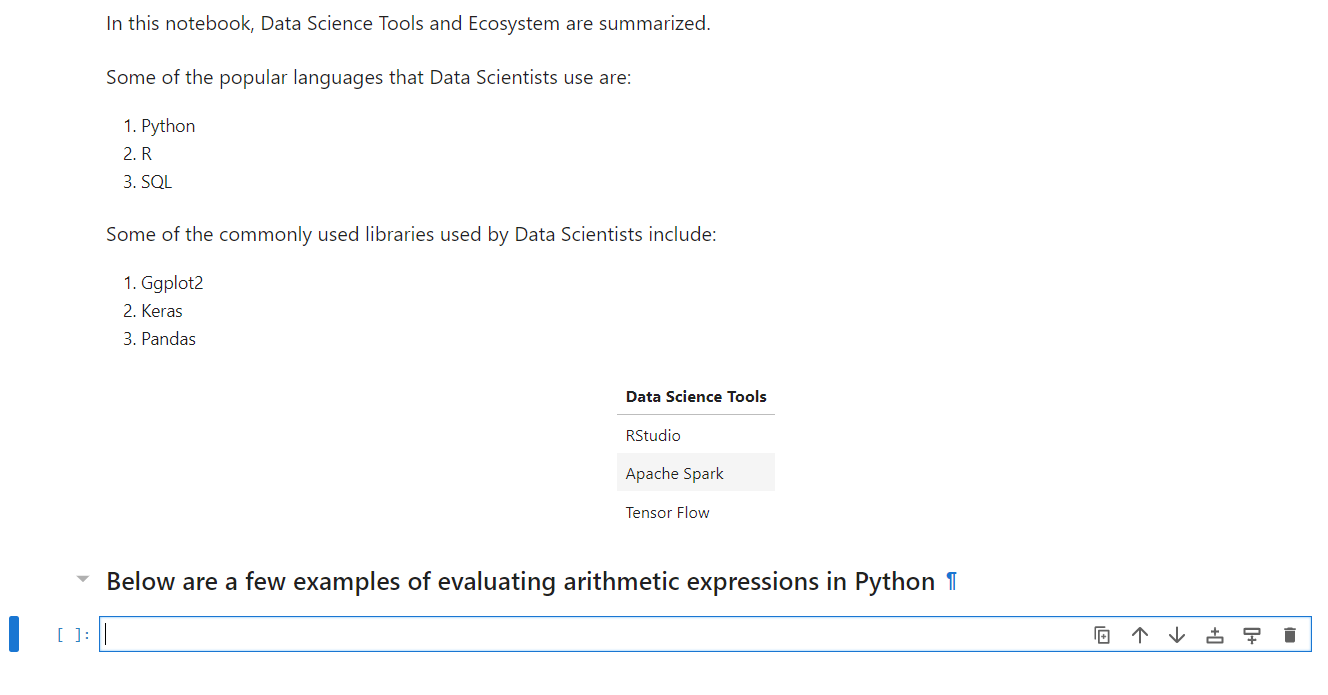 In this notebook, Data Science Tools and Ecosystem are summarized.
Some of the popular languages that Data Scientists use are:
1. Python
2. R
3. SQL
Some of the commonly used libraries used by Data Scientists include:
1. Ggplot2
2. Keras
3. Pandas
Data Science Tools
RStudio
Apache Spark
Tensor Flow
Below are a few examples of evaluating arithmetic expressions in Python ¶
[ ]: